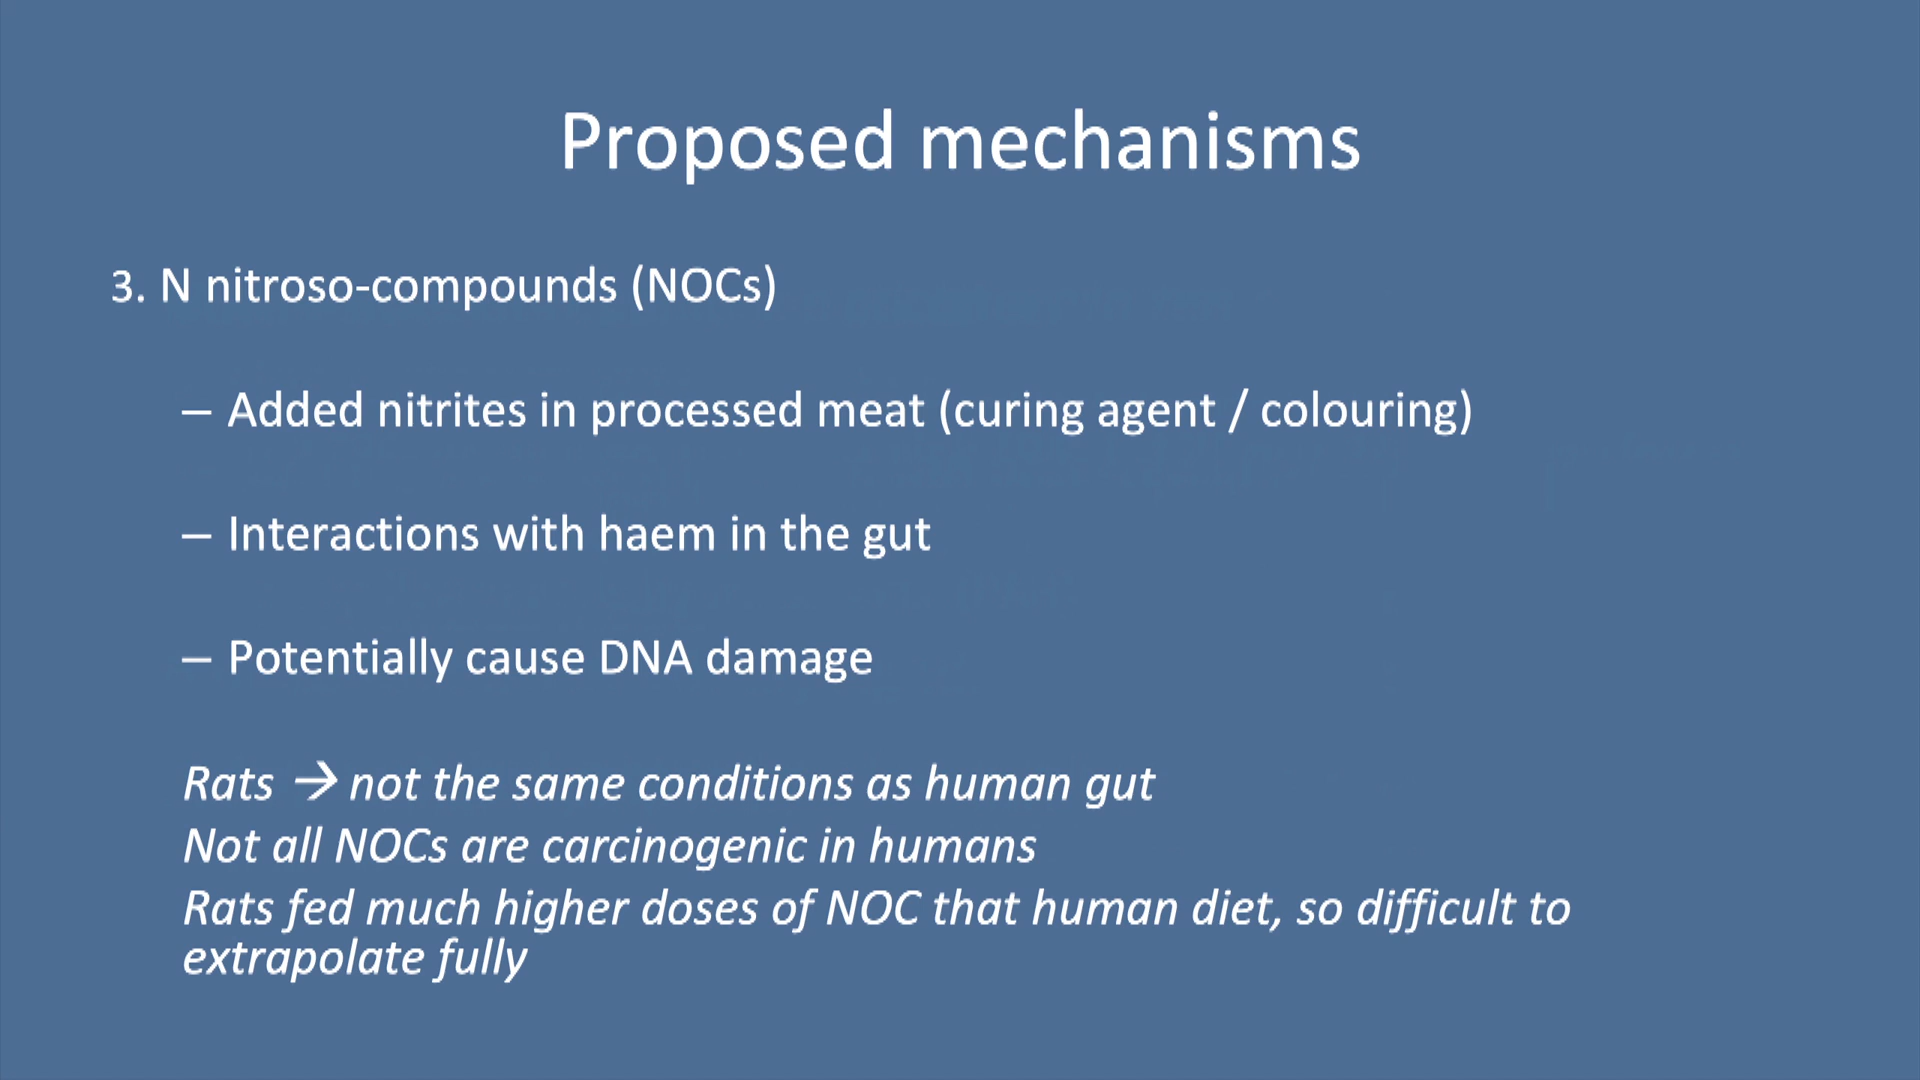 Proposed mechanisms
3. N nitroso-compounds (NOCs)
– Added nitrites in processed meat (curing agent / colouring)
– Interactions with haem in the gut
– Potentially cause DNA damage
Rats → not the same conditions as human gut
Not all NOCs are carcinogenic in humans
Rats fed much higher doses of NOC that human diet, so difficult to
extrapolate fully